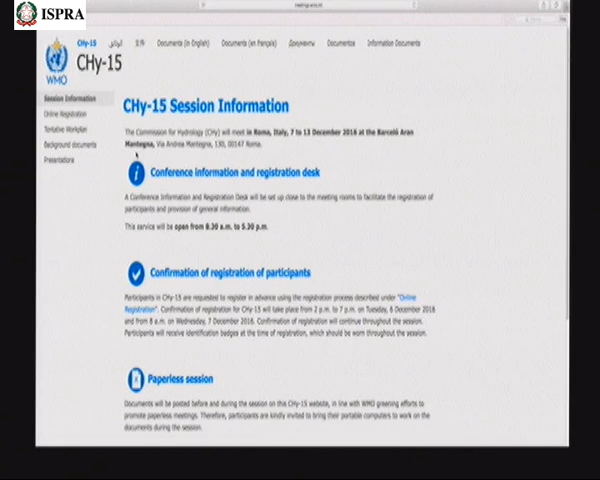 ISPRA
CHy-15 الوثائق 文件 Documents (in English) Documents (en français) Документы Documentos Information Documents
CHy-15
WMO
Session Information
Online Registration
Tentative Workplan
Background documents
Presentations
CHy-15 Session Information
The Commission for Hydrology (CHy) will meet in Roma, Italy, 7 to 13 December 2016 at the Barceló Aran
Mantegna, Via Andrea Mantegna, 130, 00147 Roma.
Conference information and registration desk
A Conference Information and Registration Desk will be set up close to the meeting rooms to facilitate the registration of
participants and provision of general information.
This service will be open from 8.30 a.m. to 5.30 p.m.
Confirmation of registration of participants
Participants in CHy-15 are requested to register in advance using the registration process described under "Online
Registration". Confirmation of registration for CHy-15 will take place from 2 p.m. to 7 p.m. on Tuesday, 6 December 2016
and from 8 a.m. on Wednesday, 7 December 2016. Confirmation of registration will continue throughout the session.
Participants will receive identification badges at the time of registration, which should be worn throughout the session.
Paperless session
Documents will be posted before and during the session on this CHy-15 website, in line with WMO greening efforts to
promote paperless meetings. Therefore, participants are kindly invited to bring their portable computers to work on the
documents during the session.